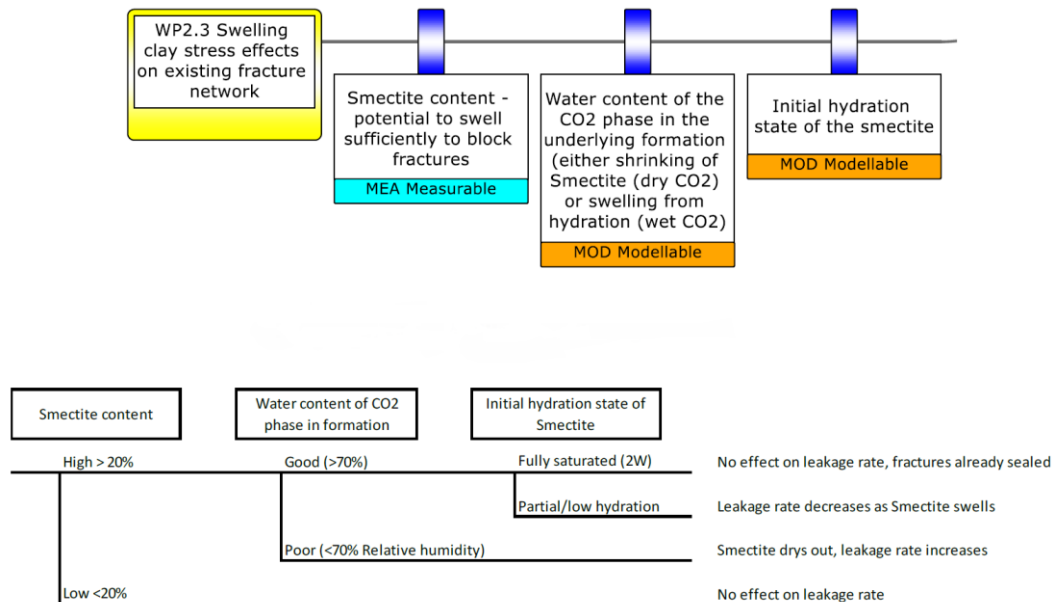 WP2.3 Swelling
clay stress effects
on existing fracture
network
Smectite content -
potential to swell
sufficiently to block
fractures
MEA Measurable
Water content of the
CO2 phase in the
underlying formation
(either shrinking of
Smectite (dry CO2)
or swelling from
hydration (wet CO2)
MOD Modellable
Initial hydration
state of the smectite
MOD Modellable
Smectite content
Water content of CO2
phase in formation
Initial hydration state of
Smectite
High > 20%
Good (>70%)
Fully saturated (2W)
No effect on leakage rate, fractures already sealed
Partial/low hydration
Leakage rate decreases as Smectite swells
Poor (<70% Relative humidity)
Smectite drys out, leakage rate increases
Low <20%
No effect on leakage rate